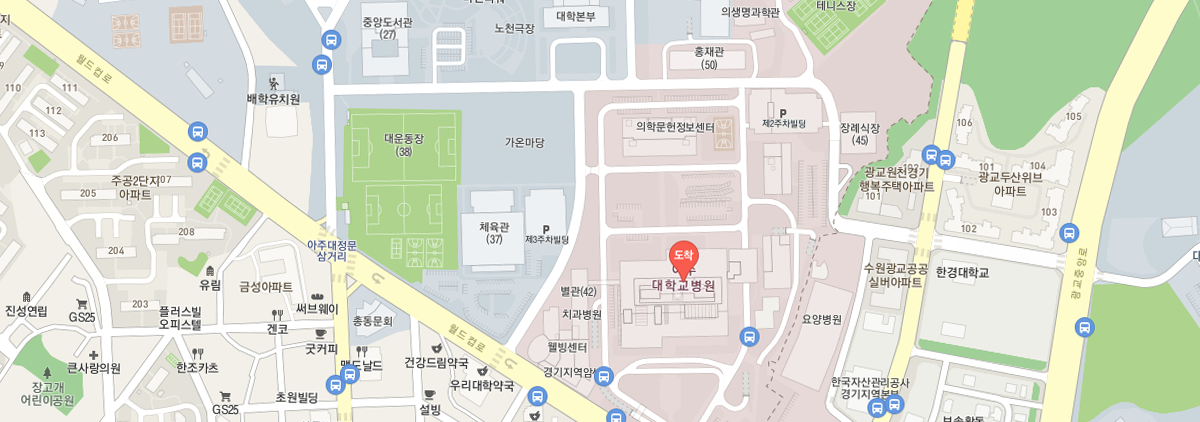 테니스장
대학본부
의생명과학관
중앙도서관
(27)
노천극장
홍재관
(50)
월드컵로
110
111
112
113
배학유치원
P
제2주차빌딩
의학문헌정보센터
장례식장
(45)
대운동장
(38)
가온마당
206
주공2단지
07
아파트
205
208
204
203
106
105
104
101
103
102
102
광교원천경기
행복주택아파트
101
광교두산위브
아파트
체육관
(37)
P
제3주차빌딩
아주대정문
삼거리
도착
대학교병원
별관(42)
치과병원
웰빙센터
경기지역암
수원광교공공
실버아파트
한경대학교
광교중앙로
요양병원
유림
금성아파트
써브웨이
총동문회
진성연립
GS25
플러스빌
오피스텔
겐코
굿커피
월드컵로
큰사랑의원
한조카츠
맥도날드
건강드림약국
우리대학약국
장고개
어린이공원
GS25
초원빌딩
설빙
한국자산관리공사
경기지역본부